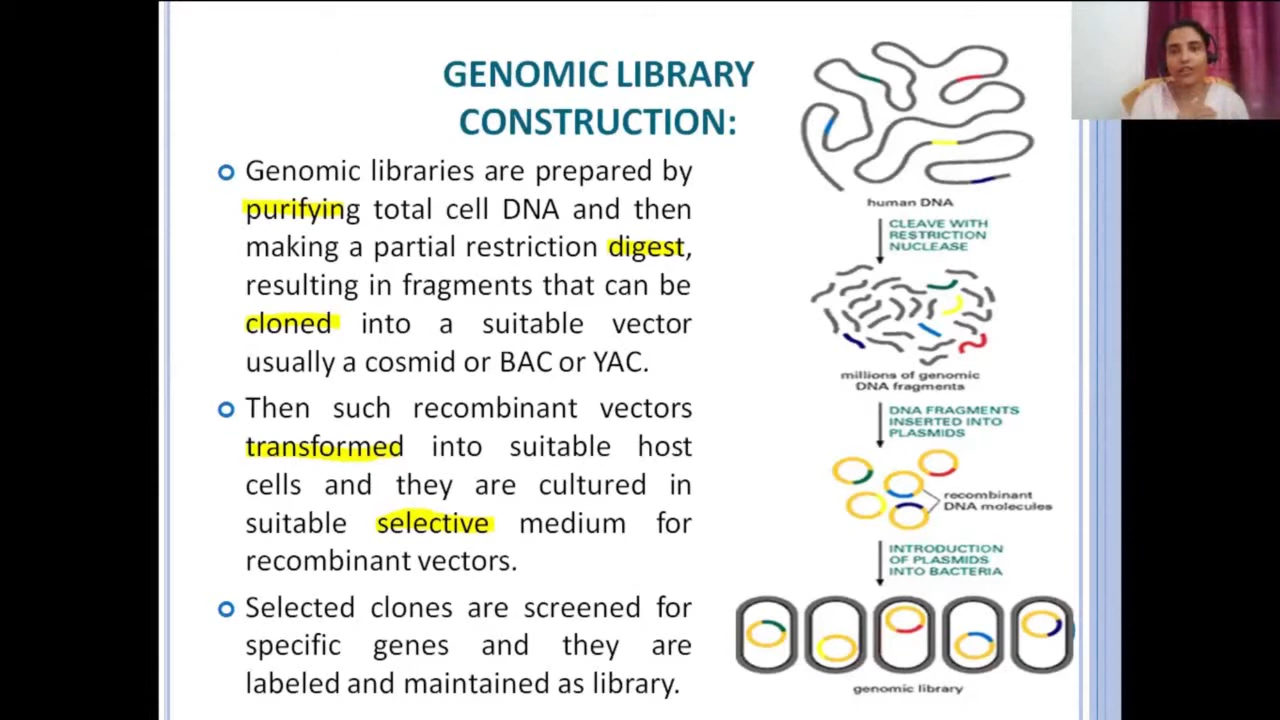 GENOMIC LIBRARY
CONSTRUCTION:
Genomic libraries are prepared by
purifying total cell DNA and then
making a partial restriction digest,
resulting in fragments that can be
cloned into a suitable vector
usually a cosmid or BAC or YAC.
Then such recombinant vectors
transformed into suitable host
cells and they are cultured in
suitable selective medium for
recombinant vectors.
Selected clones are screened for
specific genes and they are
labeled and maintained as library.
human DNA
CLEAVE WITH
RESTRICTION
NUCLEASE
millions of genomic
DNA fragments
DNA FRAGMENTS
INSERTED INTO
PLASMIDS
recombinant
DNA molecules
INTRODUCTION
OF PLASMIDS
INTO BACTERIA
genomic library